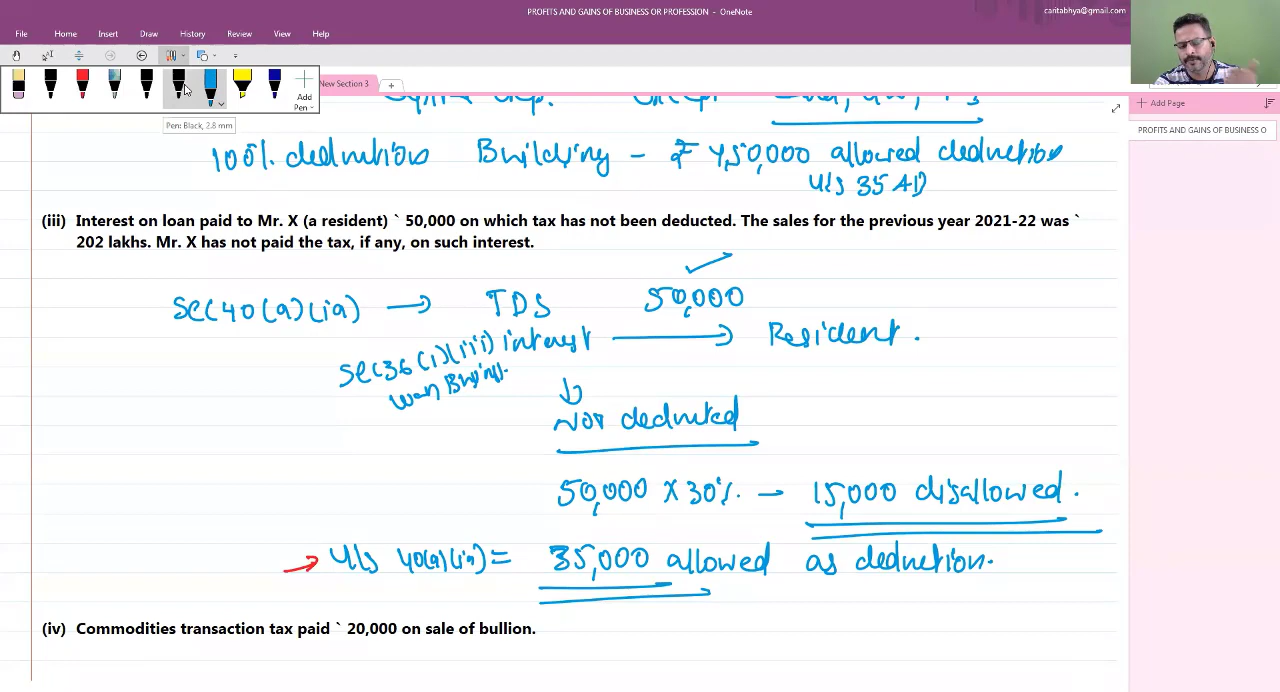 PROFITS AND GAINS OF BUSINESS OR PROFESSION - OneNote
caritabhya@gmail.com
File Home Insert Draw History Review View Help
New Section 3
Add Pen
Add Page
Pen: Black, 2.8 mm
PROFITS AND GAINS OF BUSINESS O
100% deduction Building - ₹ 4,50,000 allowed deduction
U/s 35 AD
(iii) Interest on loan paid to Mr. X (a resident) ` 50,000 on which tax has not been deducted. The sales for the previous year 2021-22 was `
202 lakhs. Mr. X has not paid the tax, if any, on such interest.
Sec 40(a)(ia) → TDS 50,000
Sec 36(i)(iii) interest → Resident.
Not deducted
50,000 x 30% - 15,000 disallowed.
→ U/s 40(a)(ia) = 35,000 allowed as deduction.
(iv) Commodities transaction tax paid ` 20,000 on sale of bullion.